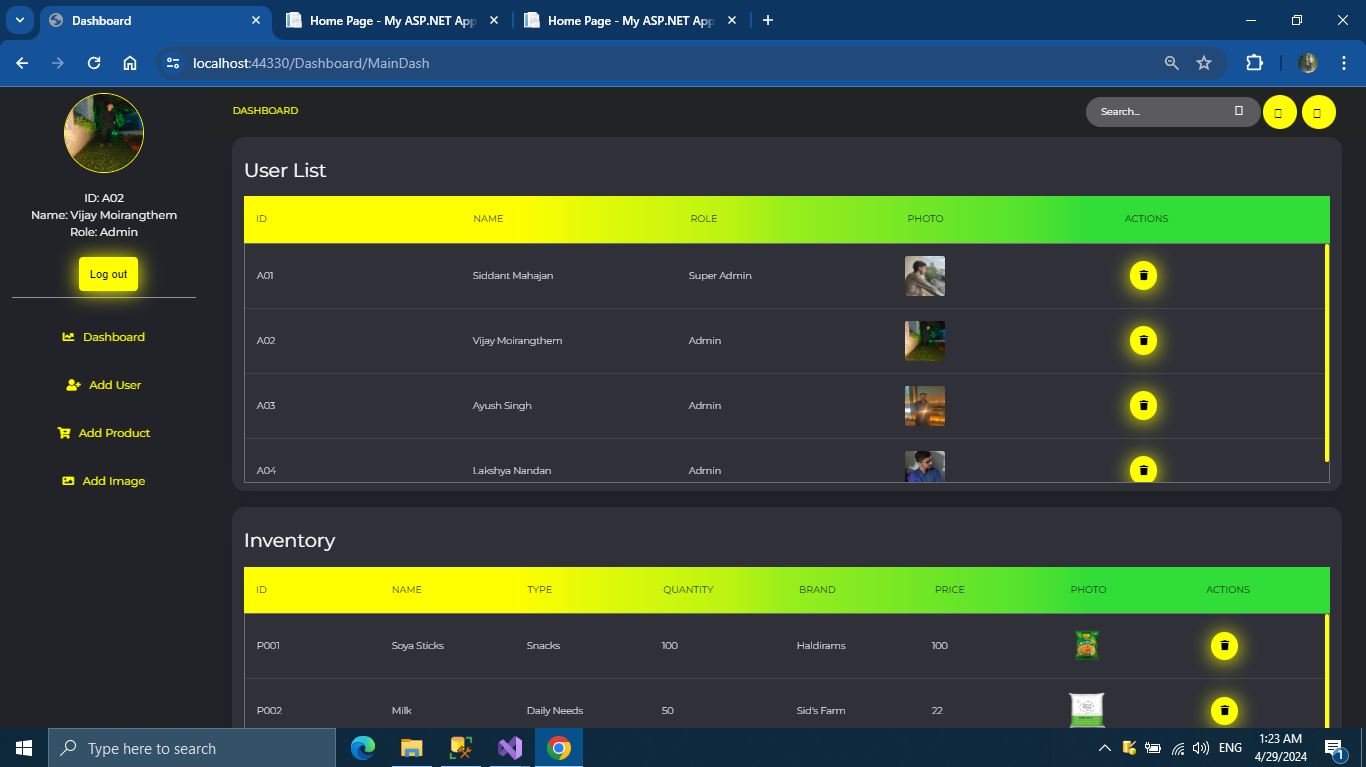 Dashboard
Home Page - My ASP.NET App
Home Page - My ASP.NET App
localhost:44330/Dashboard/MainDash
ID: A02
Name: Vijay Moirangthem
Role: Admin
Log out
Dashboard
Add User
Add Product
Add Image
DASHBOARD
Search...
User List
ID NAME ROLE PHOTO ACTIONS
A01 Siddant Mahajan Super Admin
A02 Vijay Moirangthem Admin
A03 Ayush Singh Admin
A04 Lakshya Nandan Admin
Inventory
ID NAME TYPE QUANTITY BRAND PRICE PHOTO ACTIONS
P001 Soya Sticks Snacks 100 Haldirams 100
P002 Milk Daily Needs 50 Sid's Farm 22
Type here to search
ENG
1:23 AM
4/29/2024
1